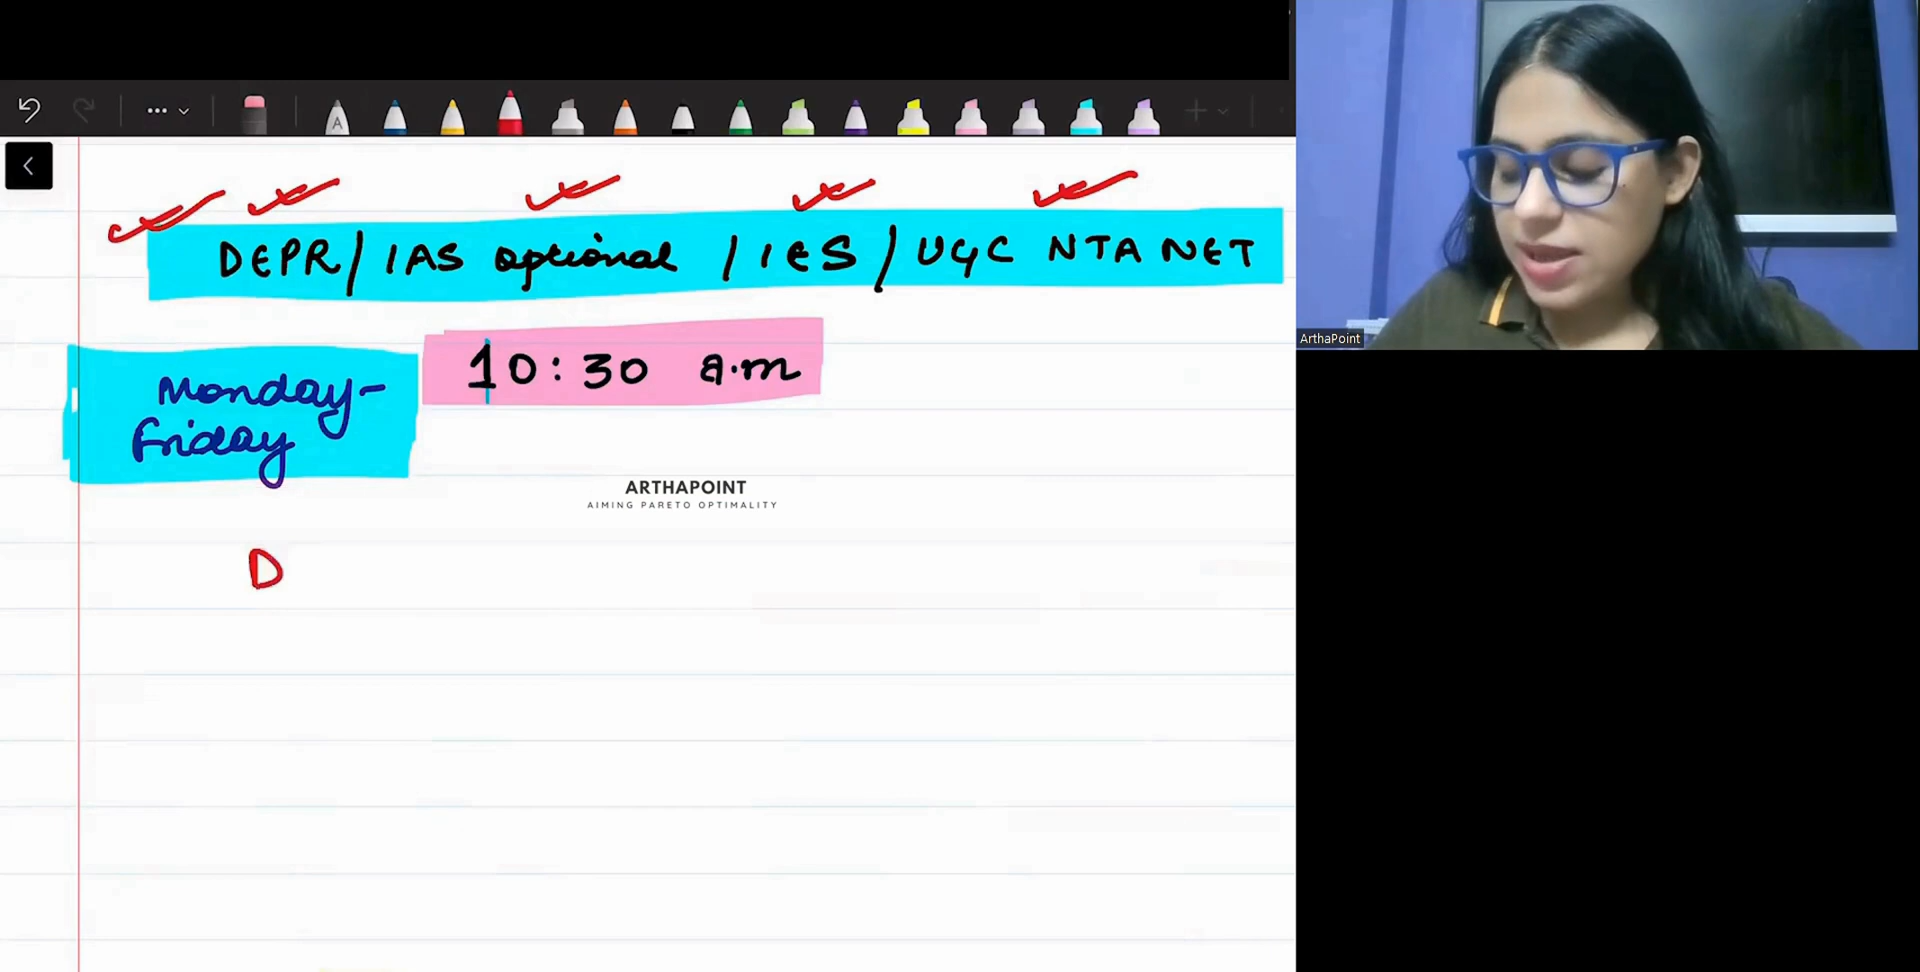 A
DEPR / IAS optional / IES / UGC NTA NET
10:30 a.m
Monday-
Friday
ARTHAPOINT
AIMING PARETO OPTIMALITY
D
ArthaPoint